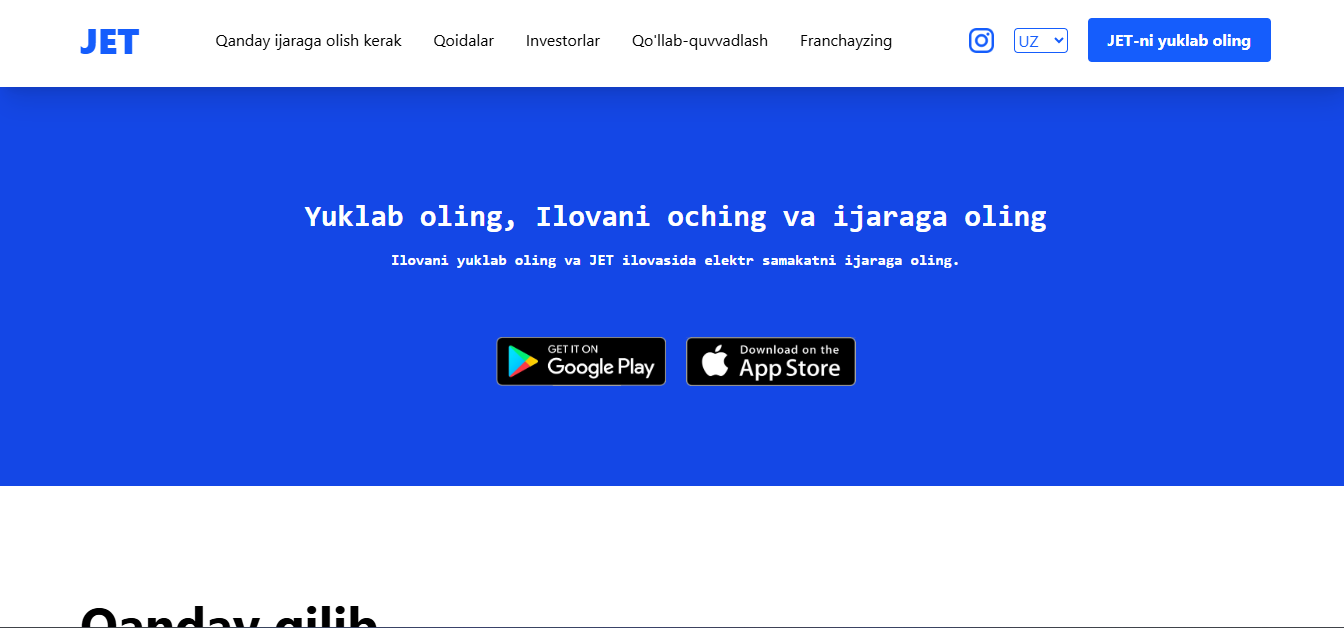 JET
Qanday ijaraga olish kerak
Qoidalar
Investorlar
Qo'llab-quvvadlash
Franchayzing
UZ
JET-ni yuklab oling
Yuklab oling, Ilovani oching va ijaraga oling
Ilovani yuklab oling va JET ilovasida elektr samakatni ijaraga oling.
GET IT ON
Google Play
Download on the
App Store
Qanday qilib